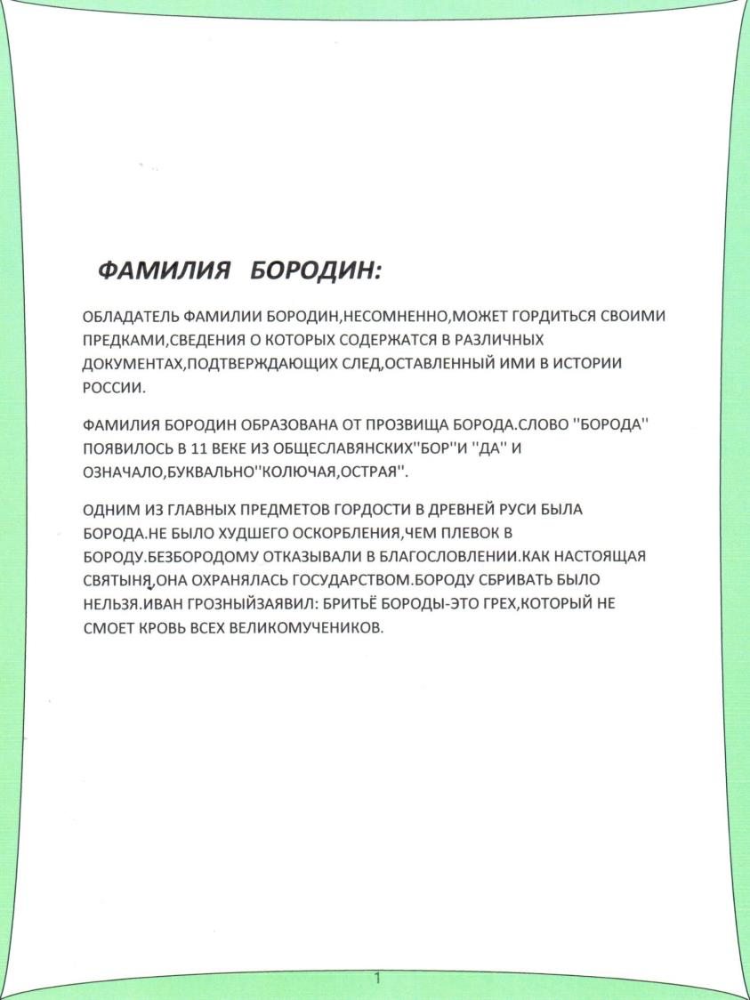 ФАМИЛИЯ БОРОДИН:
ОБЛАДАТЕЛЬ ФАМИЛИИ БОРОДИН,НЕСОМНЕННО,МОЖЕТ ГОРДИТЬСЯ СВОИМИ
ПРЕДКАМИ,СВЕДЕНИЯ О КОТОРЫХ СОДЕРЖАТСЯ В РАЗЛИЧНЫХ
ДОКУМЕНТАХ,ПОДТВЕРЖДАЮЩИХ СЛЕД,ОСТАВЛЕННЫЙ ИМИ В ИСТОРИИ
РОССИИ.
ФАМИЛИЯ БОРОДИН ОБРАЗОВАНА ОТ ПРОЗВИЩА БОРОДА.СЛОВО "БОРОДА"
ПОЯВИЛОСЬ В 11 ВЕКЕ ИЗ ОБЩЕСЛАВЯНСКИХ"БОР"И "ДА" И
ОЗНАЧАЛО,БУКВАЛЬНО"КОЛЮЧАЯ,ОСТРАЯ".
ОДНИМ ИЗ ГЛАВНЫХ ПРЕДМЕТОВ ГОРДОСТИ В ДРЕВНЕЙ РУСИ БЫЛА
БОРОДА.НЕ БЫЛО ХУДШЕГО ОСКОРБЛЕНИЯ,ЧЕМ ПЛЕВОК В
БОРОДУ.БЕЗБОРОДОМУ ОТКАЗЫВАЛИ В БЛАГОСЛОВЛЕНИИ.КАК НАСТОЯЩАЯ
СВЯТЫНЯ,ОНА ОХРАНЯЛАСЬ ГОСУДАРСТВОМ.БОРОДУ СБРИВАТЬ БЫЛО
НЕЛЬЗЯ.ИВАН ГРОЗНЫЙЗАЯВИЛ: БРИТЬЁ БОРОДЫ-ЭТО ГРЕХ,КОТОРЫЙ НЕ
СМОЕТ КРОВЬ ВСЕХ ВЕЛИКОМУЧЕНИКОВ.
1